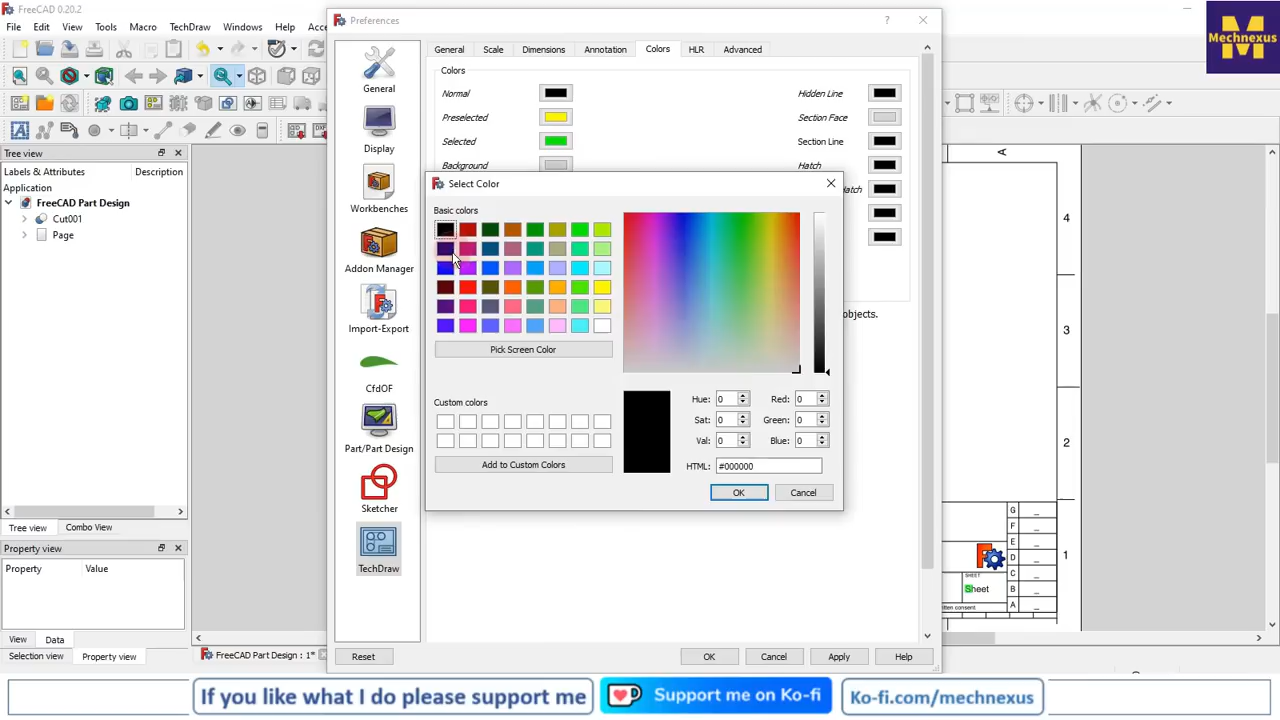 FreeCAD 0.20.2
Preferences
?
Mechnexus
File Edit View Tools Macro TechDraw Windows Help Acce
General Scale Dimensions Annotation Colors HLR Advanced
General
Display
Workbenches
Addon Manager
Import-Export
CfdOF
Part/Part Design
Sketcher
TechDraw
Colors
Normal
Preselected
Selected
Background
Hidden Line
Section Face
Section Line
Hatch
Hatch
objects.
Tree view
Labels & Attributes Description
Application
FreeCAD Part Design
Cut001
Page
Tree view Combo View
Property view
Property Value
View Data
Selection view Property view
FreeCAD Part Design : 1*
Select Color
Basic colors
Pick Screen Color
Custom colors
Add to Custom Colors
Hue: 0 Red: 0
Sat: 0 Green: 0
Val: 0 Blue: 0
HTML: #000000
OK Cancel
Reset OK Cancel Apply Help
A
4
3
2
1
G _
F _
E _
D _
C _
B _
A _
SHEET
Sheet
itten consent
If you like what I do please support me
Support me on Ko-fi
Ko-fi.com/mechnexus